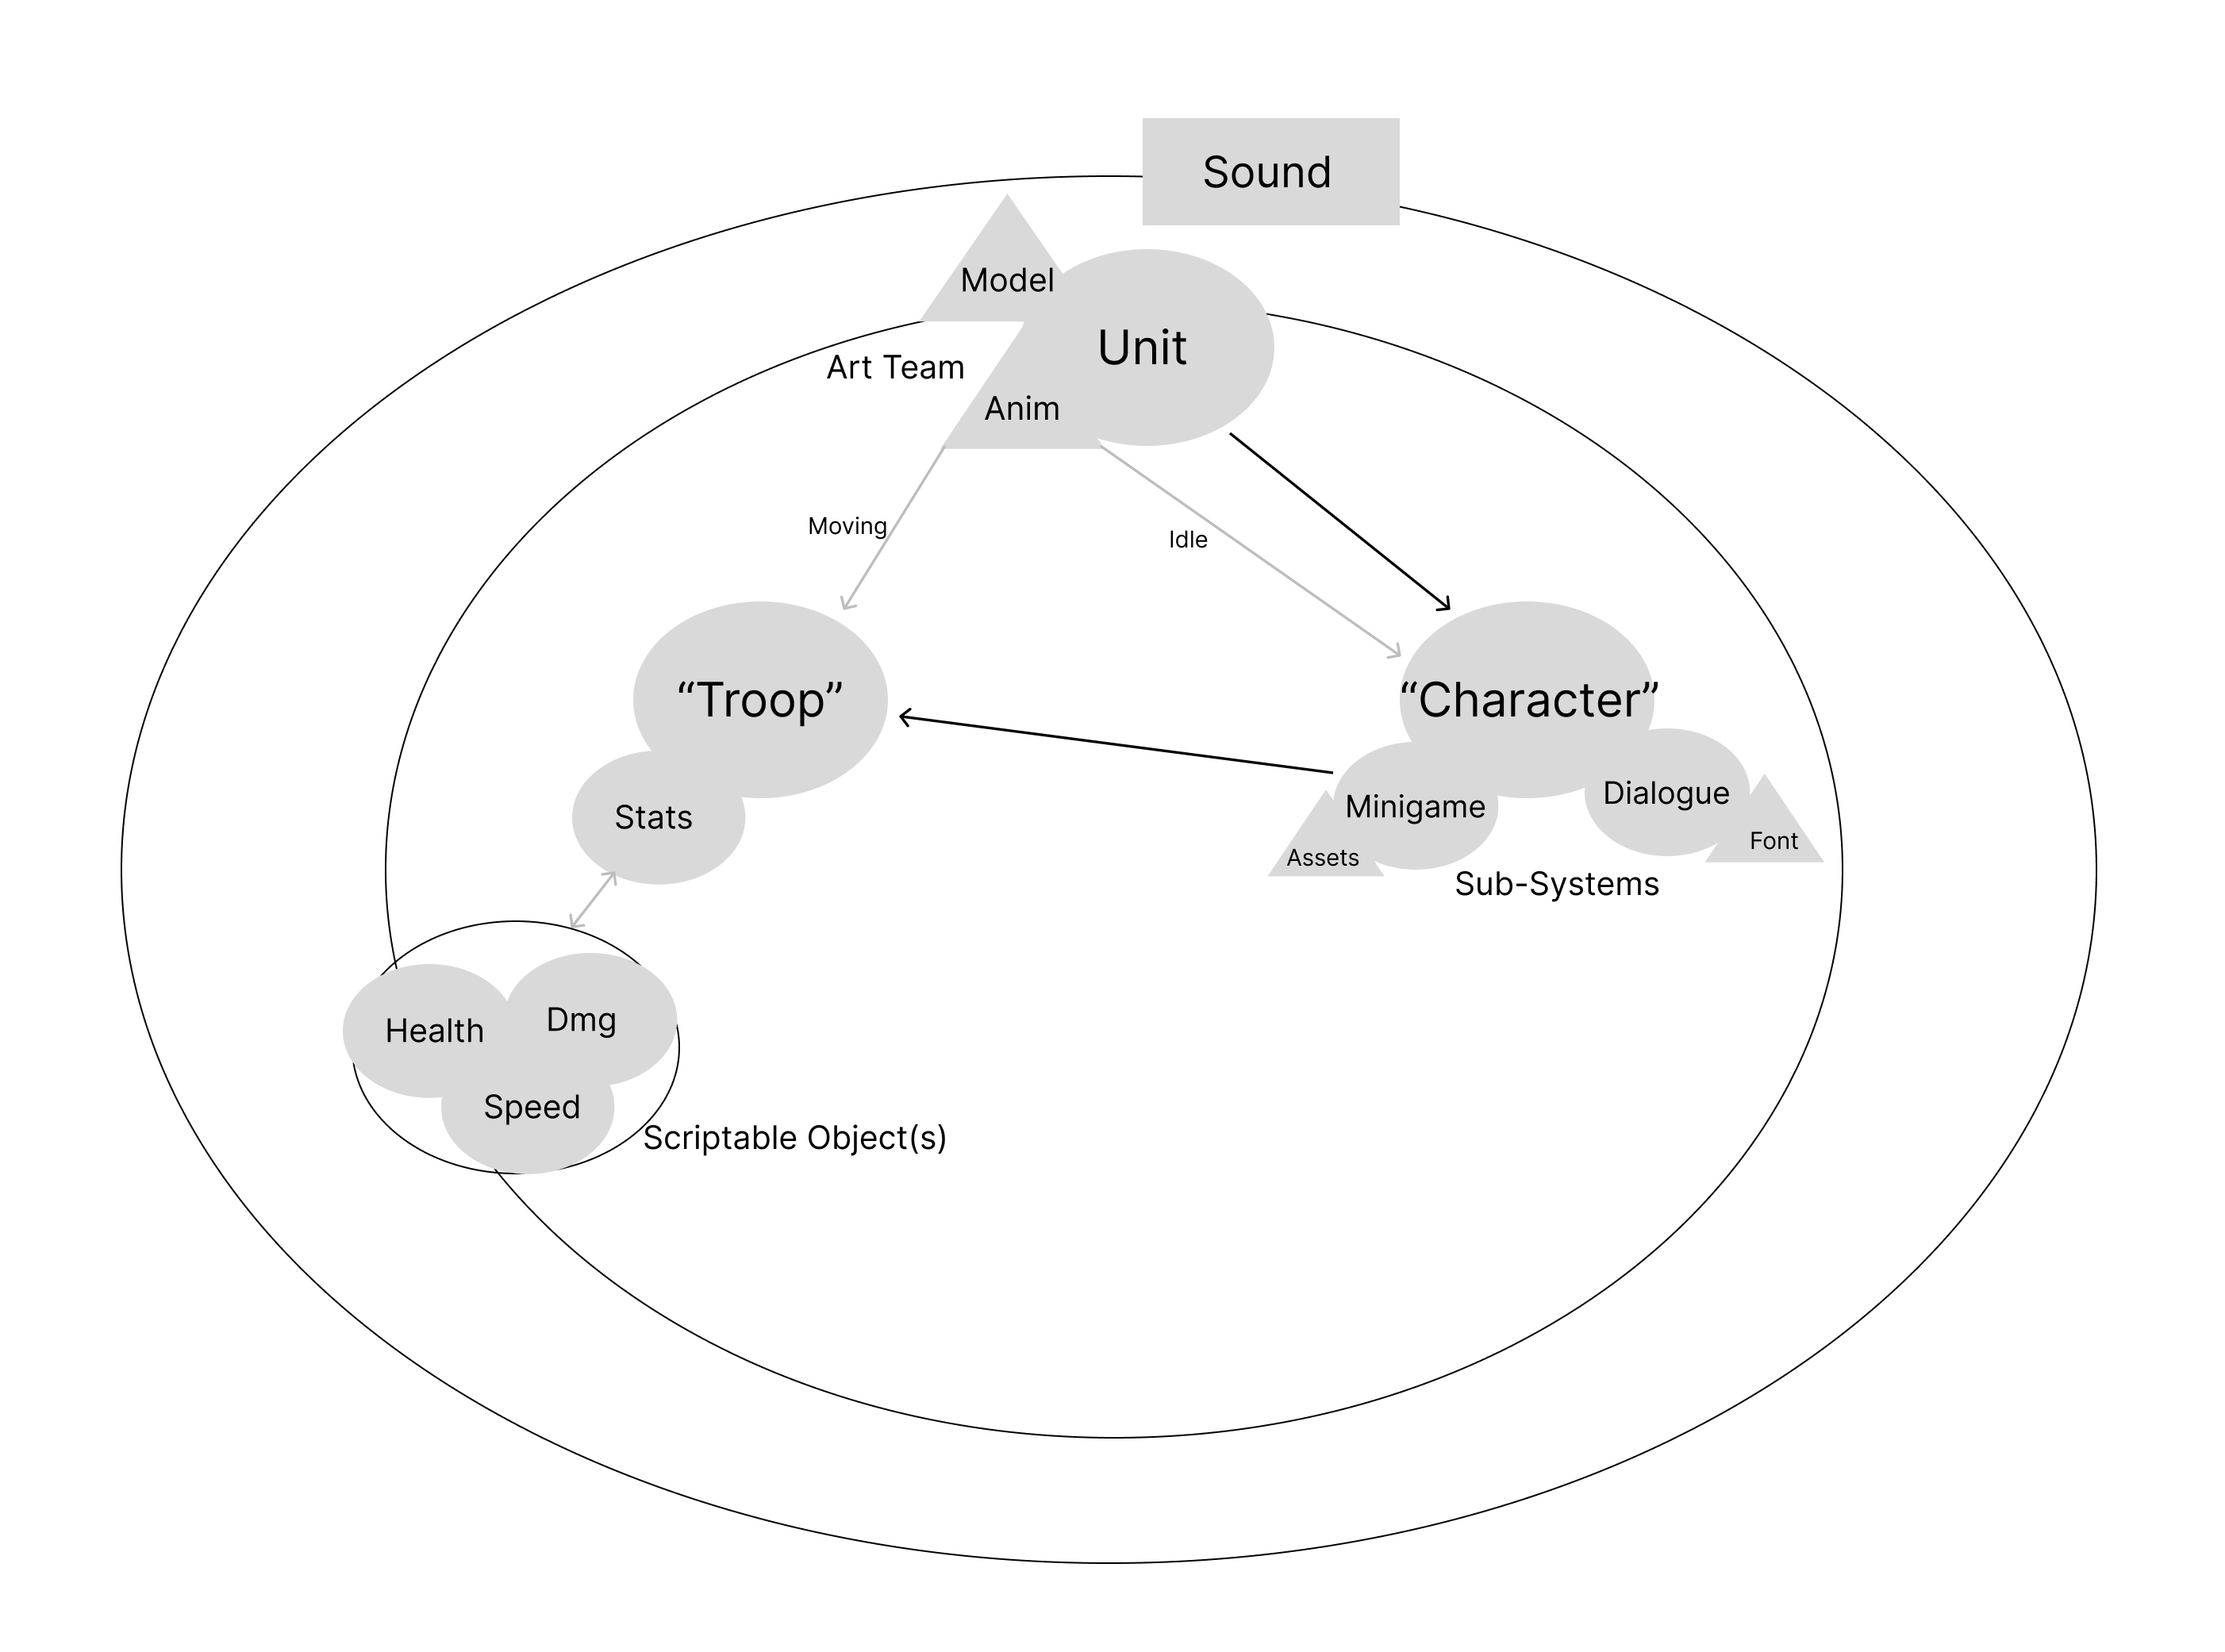 Sound
Model
Unit
Art Team
Anim
Moving
Idle
“Troop”
“Character”
Stats
Minigame
Dialogue
Assets
Font
Sub-Systems
Health
Dmg
Speed
Scriptable Object(s)